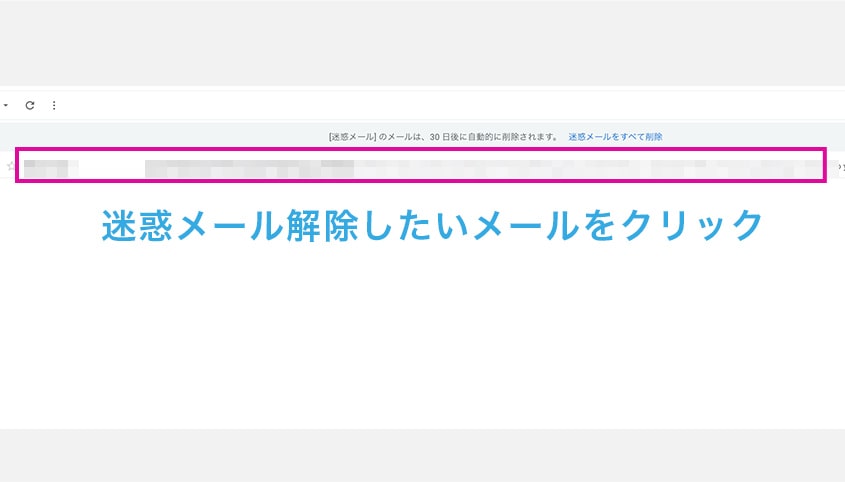 [迷惑メール] のメールは、30 日後に自動的に削除されます。 迷惑メールをすべて削除
迷惑メール解除したいメールをクリック